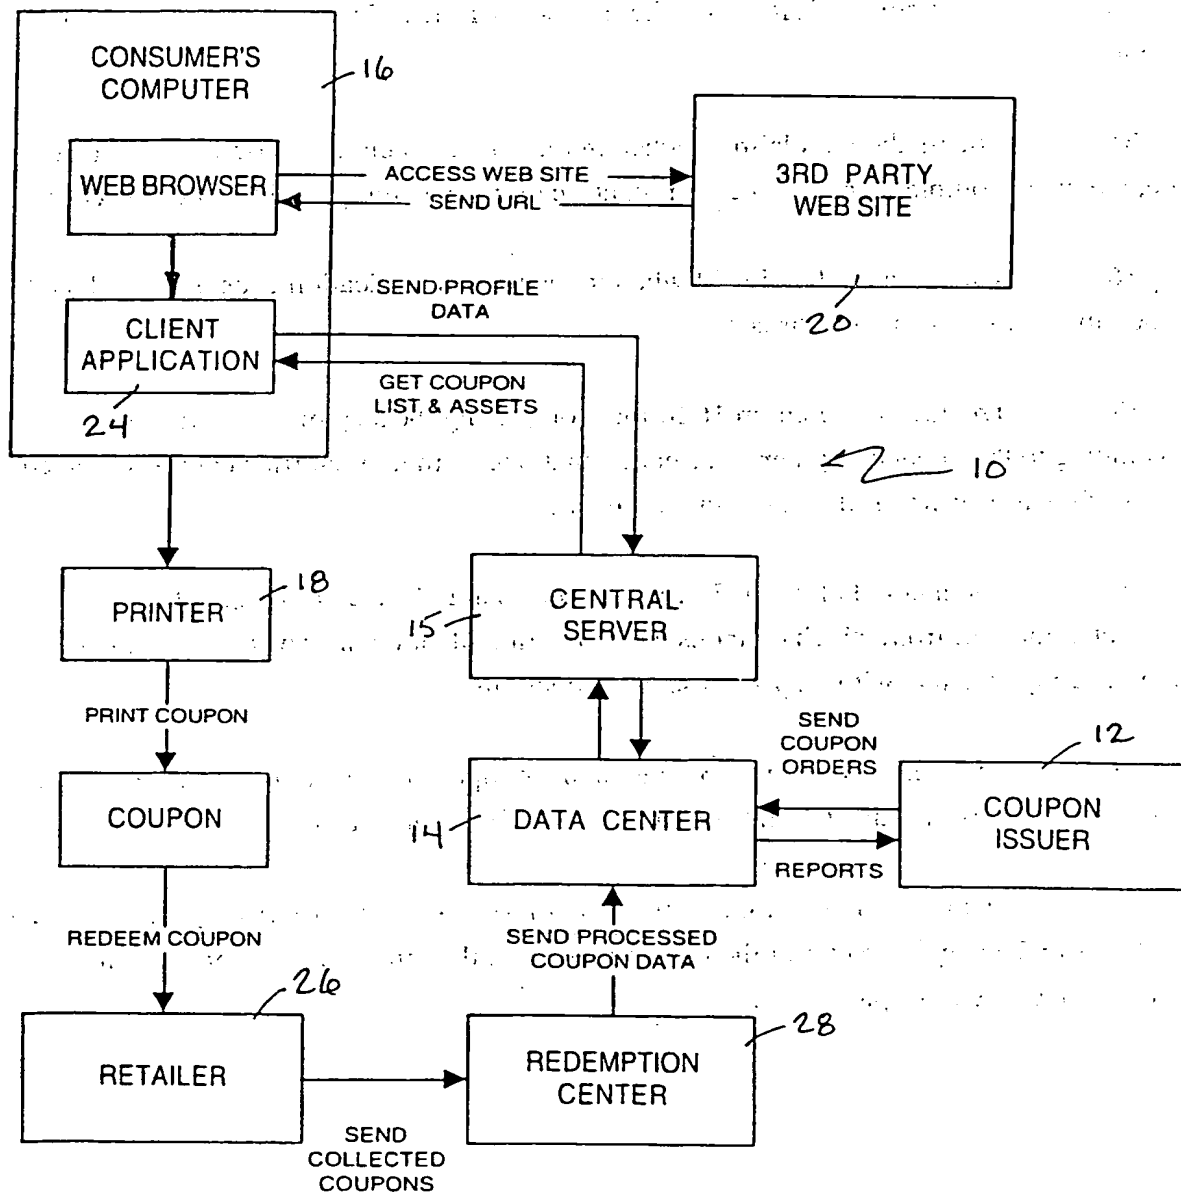 CONSUMER'S
COMPUTER
16
WEB BROWSER
ACCESS WEB SITE
SEND URL
3RD PARTY
WEB SITE
20
CLIENT
APPLICATION
24
SEND PROFILE
DATA
GET COUPON
LIST & ASSETS
10
PRINTER
18
CENTRAL
SERVER
15
PRINT COUPON
COUPON
DATA CENTER
14
SEND
COUPON
ORDERS
REPORTS
12
COUPON
ISSUER
REDEEM COUPON
SEND PROCESSED
COUPON DATA
26
RETAILER
SEND
COLLECTED
COUPONS
28
REDEMPTION
CENTER